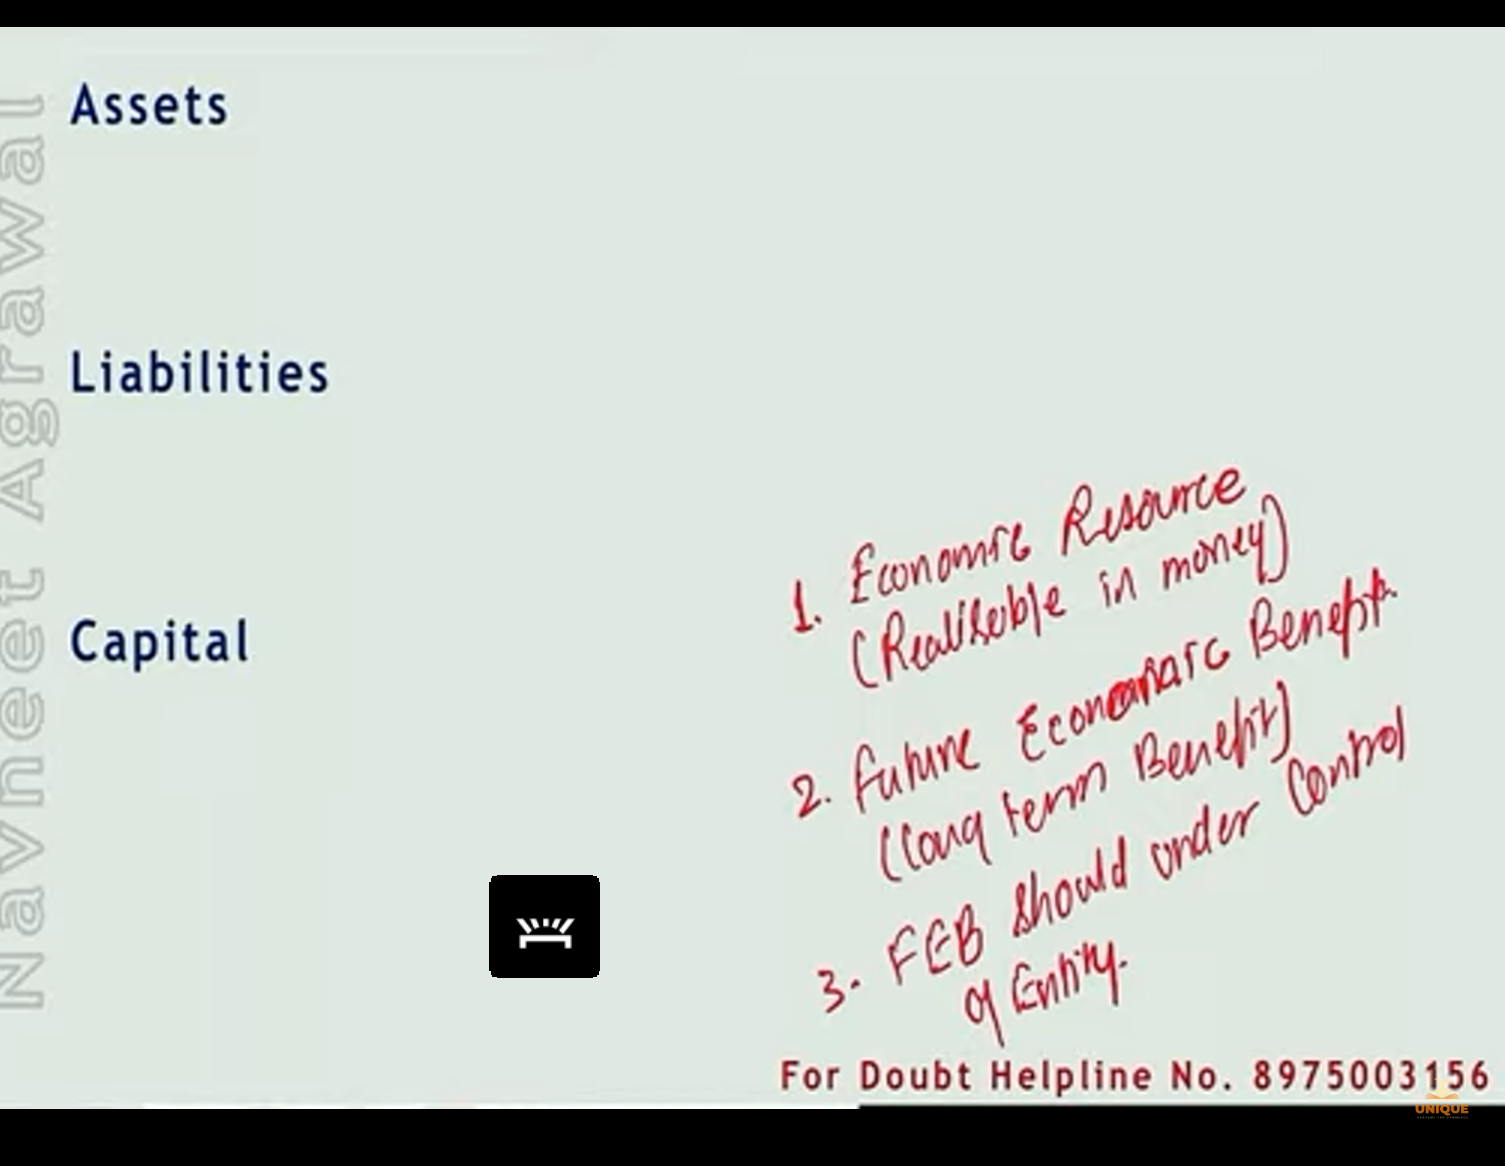 Navneet Agrawal
Assets
Liabilities
Capital
1. Economic Resource
(Realisable in money)
2. Future Economic Benefit.
(Long term Benefit)
3. FEB should under Control
of Entity.
For Doubt Helpline No. 8975003156
UNIQUE